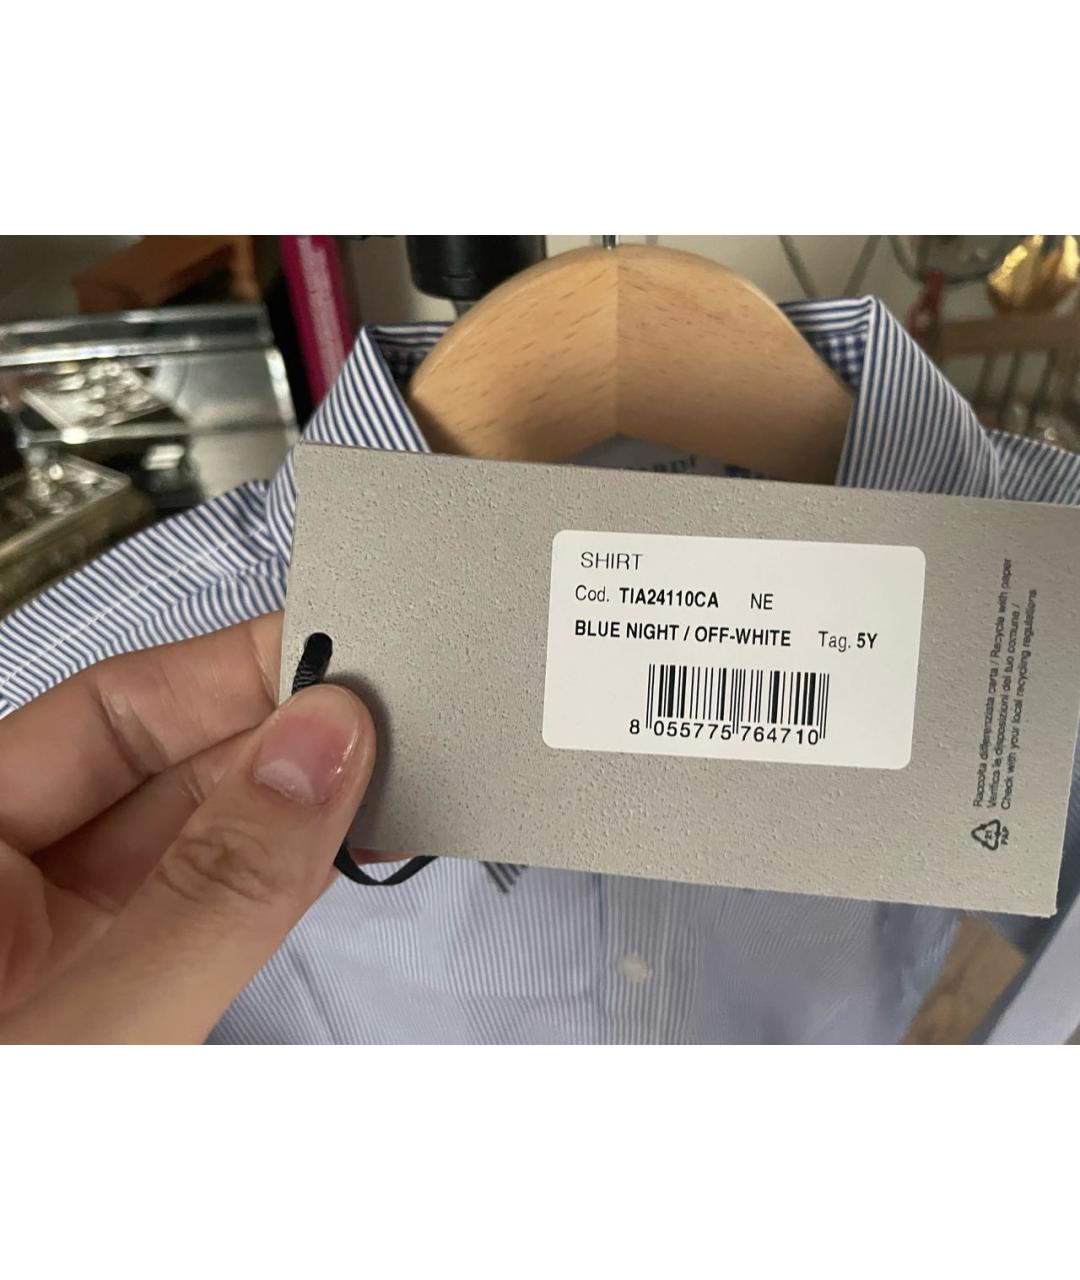 SHIRT
Cod. TIA24110CA NE
BLUE NIGHT / OFF-WHITE Tag. 5Y
8 055775 764710
Raccolta differenziata carta / Recycle with paper
Verifica le disposizioni del tuo comune /
Check with your local recycling regulations
21
PAP